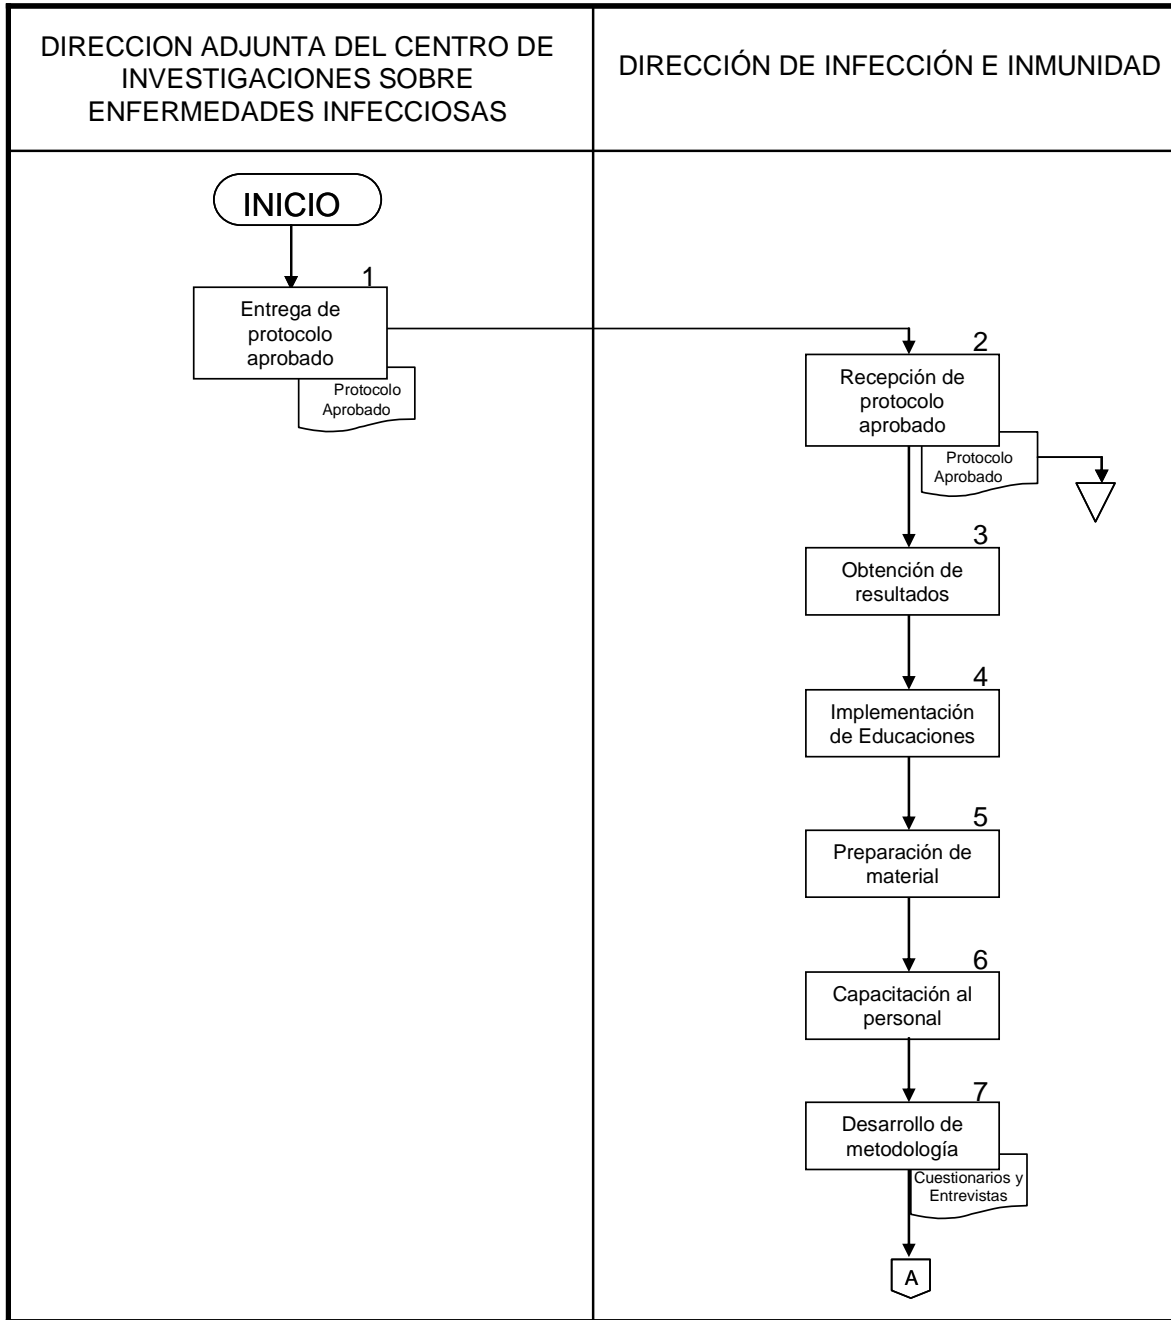 DIRECCION ADJUNTA DEL CENTRO DE
INVESTIGACIONES SOBRE
ENFERMEDADES INFECCIOSAS
DIRECCIÓN DE INFECCIÓN E INMUNIDAD
INICIO
1
Entrega de
protocolo
aprobado
Protocolo
Aprobado
2
Recepción de
protocolo
aprobado
Protocolo
Aprobado
3
Obtención de
resultados
4
Implementación
de Educaciones
5
Preparación de
material
6
Capacitación al
personal
7
Desarrollo de
metodología
Cuestionarios y
Entrevistas
A